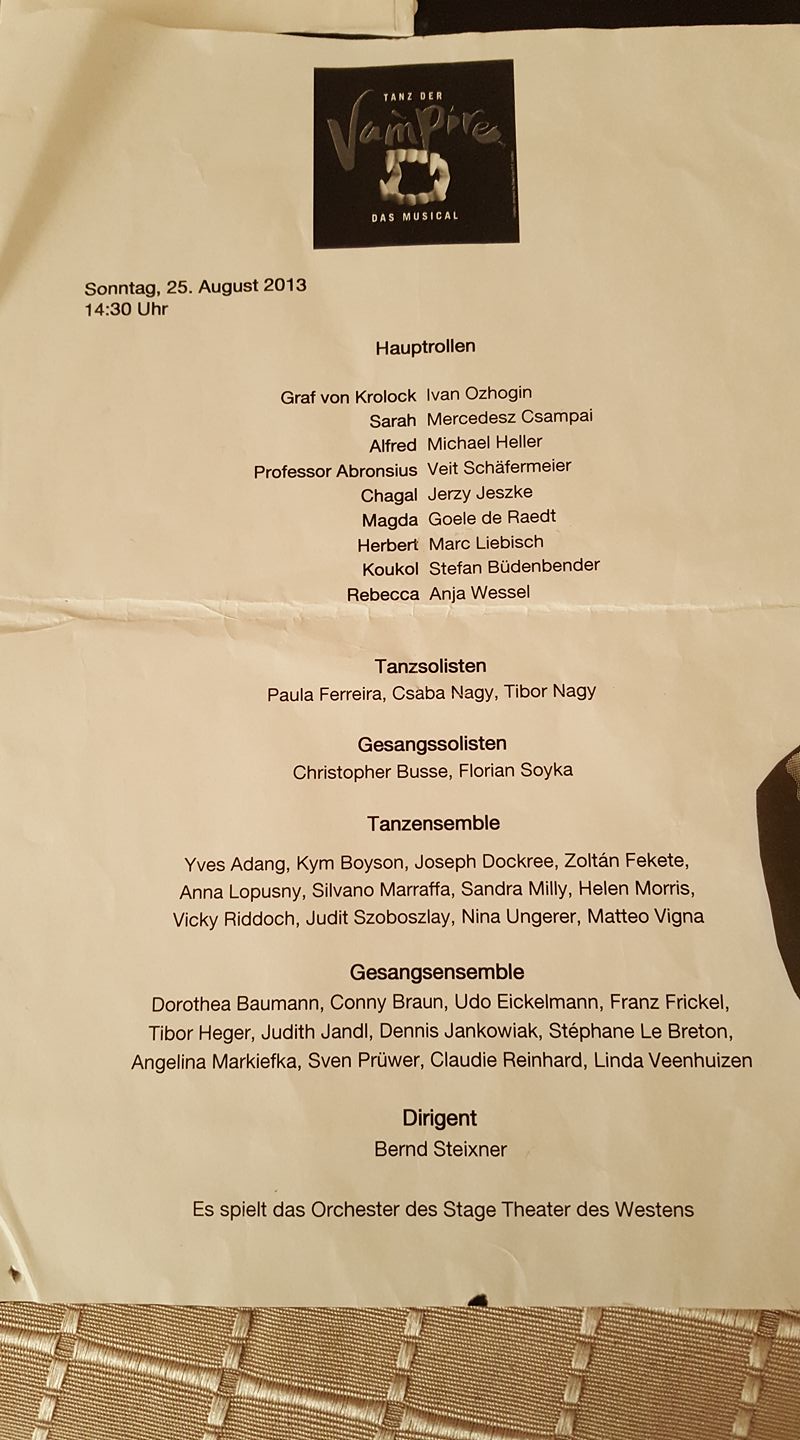 TANZ DER
Vampire
DAS MUSICAL
Sonntag, 25. August 2013
14:30 Uhr
Hauptrollen
Graf von Krolock Ivan Ozhogin
Sarah Mercedesz Csampai
Alfred Michael Heller
Professor Abronsius Veit Schäfermeier
Chagal Jerzy Jeszke
Magda Goele de Raedt
Herbert Marc Liebisch
Koukol Stefan Büdenbender
Rebecca Anja Wessel
Tanzsolisten
Paula Ferreira, Csaba Nagy, Tibor Nagy
Gesangssolisten
Christopher Busse, Florian Soyka
Tanzensemble
Yves Adang, Kym Boyson, Joseph Dockree, Zoltán Fekete,
Anna Lopusny, Silvano Marraffa, Sandra Milly, Helen Morris,
Vicky Riddoch, Judit Szoboszlay, Nina Ungerer, Matteo Vigna
Gesangsensemble
Dorothea Baumann, Conny Braun, Udo Eickelmann, Franz Frickel,
Tibor Heger, Judith Jandl, Dennis Jankowiak, Stéphane Le Breton,
Angelina Markiefka, Sven Prüwer, Claudie Reinhard, Linda Veenhuizen
Dirigent
Bernd Steixner
Es spielt das Orchester des Stage Theater des Westens